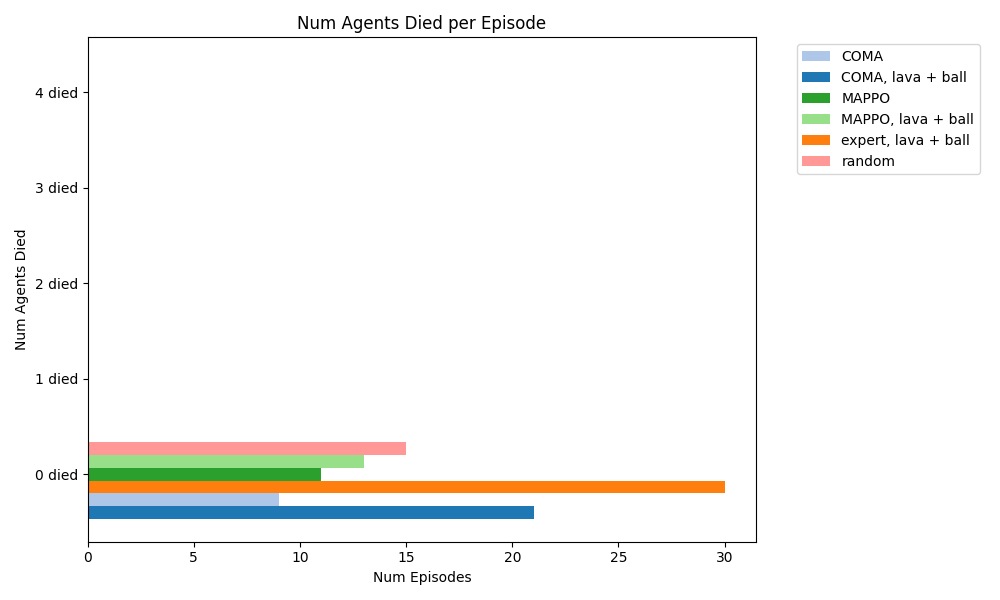 Num Agents Died per Episode
COMA
COMA, lava + ball
MAPPO
MAPPO, lava + ball
expert, lava + ball
random
Num Agents Died
4 died
3 died
2 died
1 died
0 died
0 5 10 15 20 25 30
Num Episodes